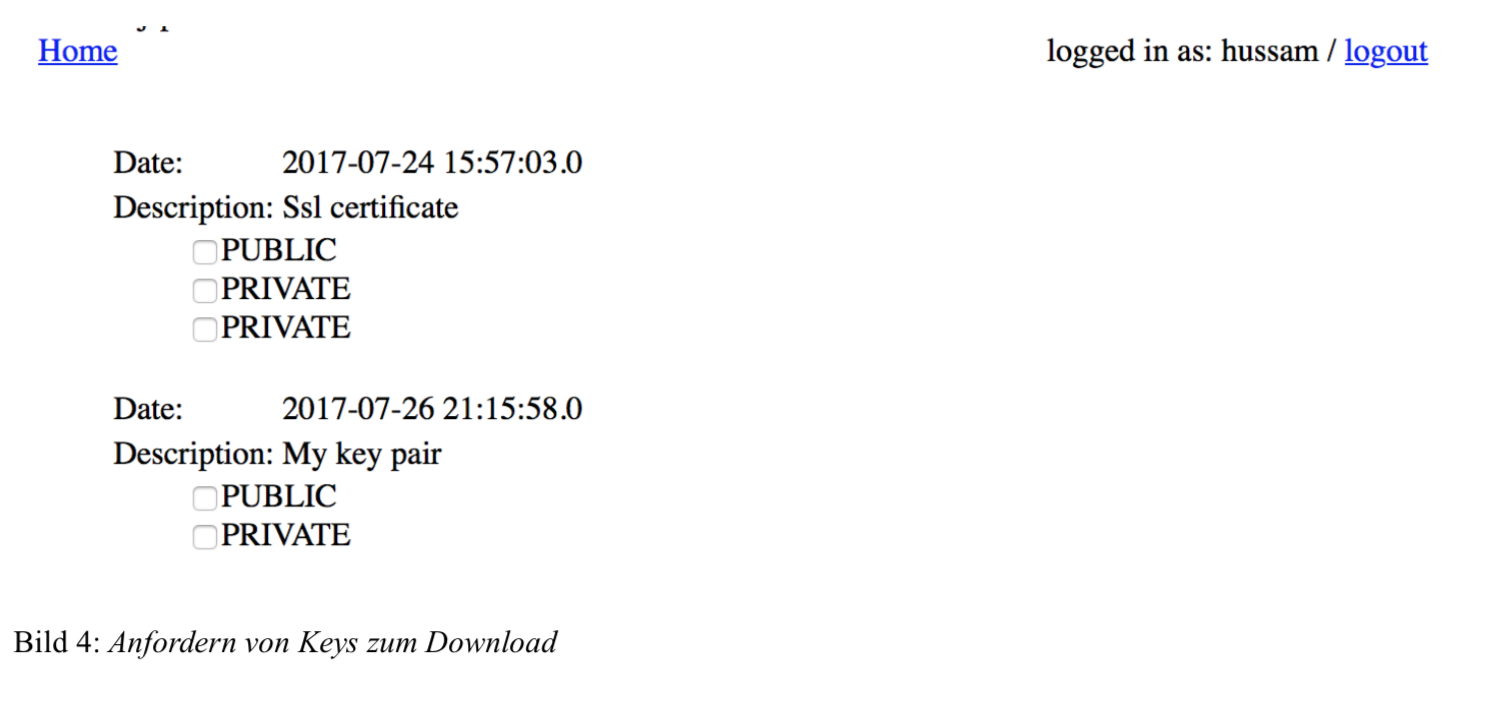 Home logged in as: hussam / logout
Date: 2017-07-24 15:57:03.0
Description: Ssl certificate
PUBLIC
PRIVATE
PRIVATE
Date: 2017-07-26 21:15:58.0
Description: My key pair
PUBLIC
PRIVATE
Bild 4: Anfordern von Keys zum Download